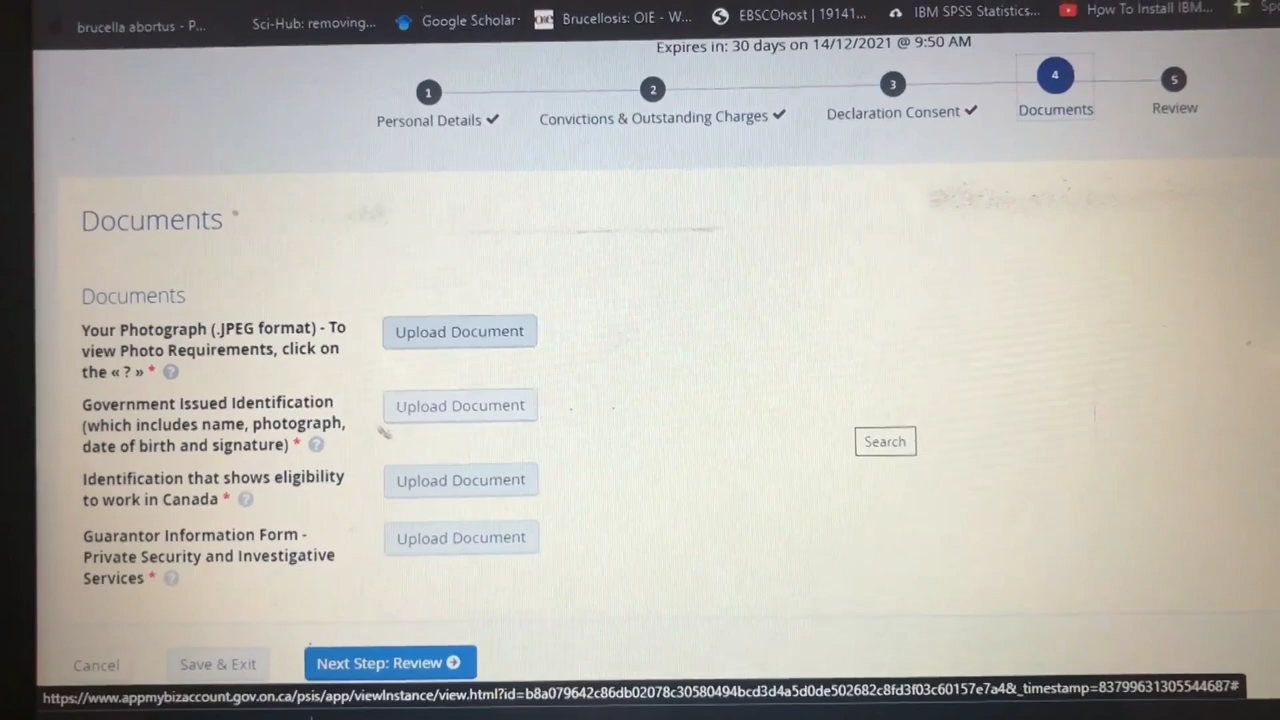 brucella abortus - P...
Sci-Hub: removing...
Google Scholar
OIE
Brucellosis: OIE - W...
EBSCOhost | 19141...
IBM SPSS Statistics...
How To Install IBM...
Expires in: 30 days on 14/12/2021 @ 9:50 AM
1
2
3
4
5
Personal Details ✔
Convictions & Outstanding Charges ✔
Declaration Consent ✔
Documents
Review
Documents *
Documents
Your Photograph (.JPEG format) - To
view Photo Requirements, click on
the « ? » * ?
Upload Document
Government Issued Identification
(which includes name, photograph,
date of birth and signature) * ?
Upload Document
Search
Identification that shows eligibility
to work in Canada * ?
Upload Document
Guarantor Information Form -
Private Security and Investigative
Services * ?
Upload Document
Cancel
Save & Exit
Next Step: Review
https://www.appmybizaccount.gov.on.ca/psis/app/viewInstance/view.html?id=b8a079642c86db02078c30580494bcd3d4a5d0de502682c8fd3f03c60157e7a4&_timestamp=83799631305544687#